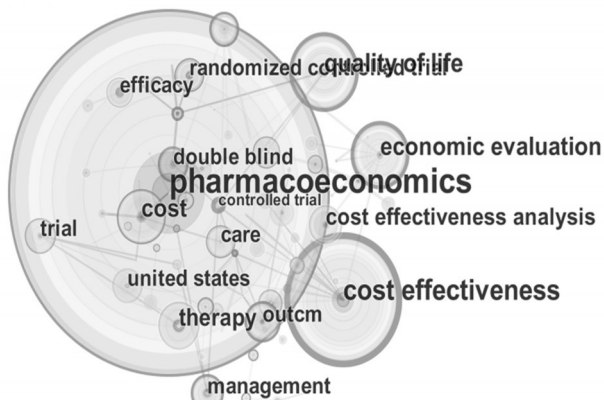 quality of life
randomized controlled trial
efficacy
economic evaluation
double blind
pharmacoeconomics
controlled trial
cost
cost effectiveness analysis
trial
care
united states
cost effectiveness
therapy
outcm
management